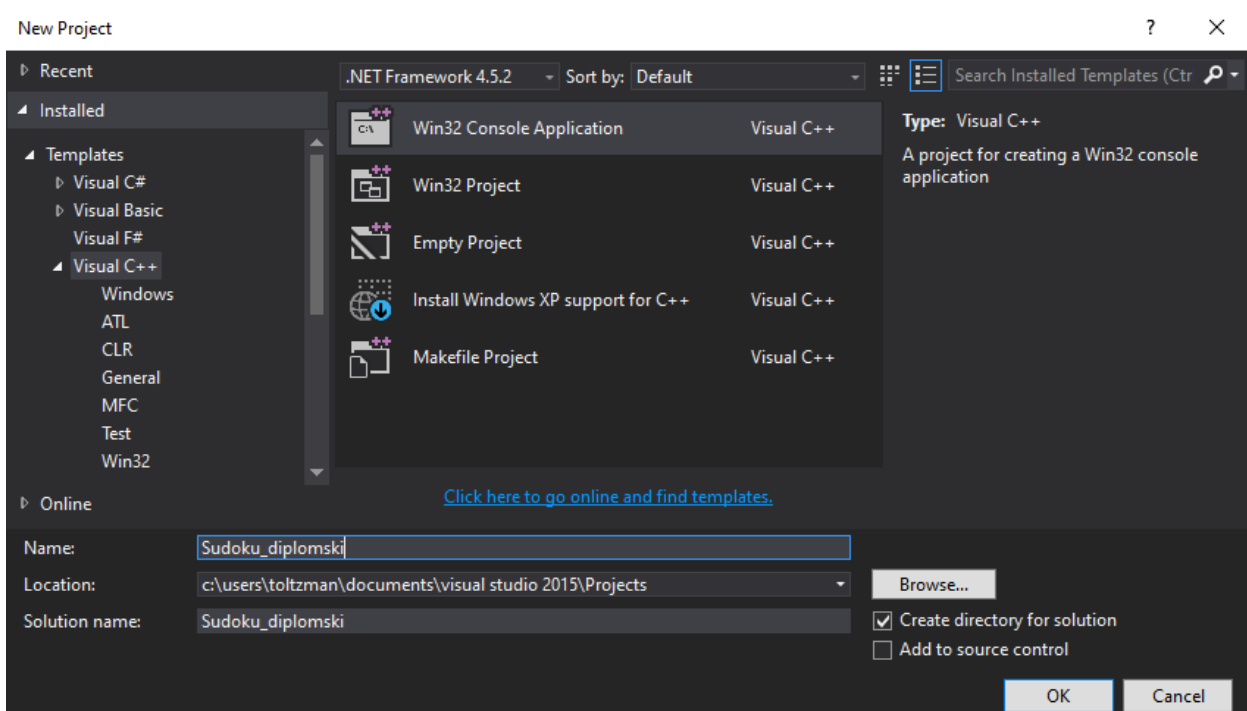 New Project
? ×
Recent
.NET Framework 4.5.2 Sort by: Default
Search Installed Templates (Ctr
Installed
Templates
Visual C#
Visual Basic
Visual F#
Visual C++
Windows
ATL
CLR
General
MFC
Test
Win32
Online
C:\ Win32 Console Application Visual C++
Win32 Project Visual C++
Empty Project Visual C++
Install Windows XP support for C++ Visual C++
Makefile Project Visual C++
Click here to go online and find templates.
Type: Visual C++
A project for creating a Win32 console
application
Name: Sudoku_diplomski
Location: c:\users\toltzman\documents\visual studio 2015\Projects
Browse...
Solution name: Sudoku_diplomski
Create directory for solution
Add to source control
OK Cancel